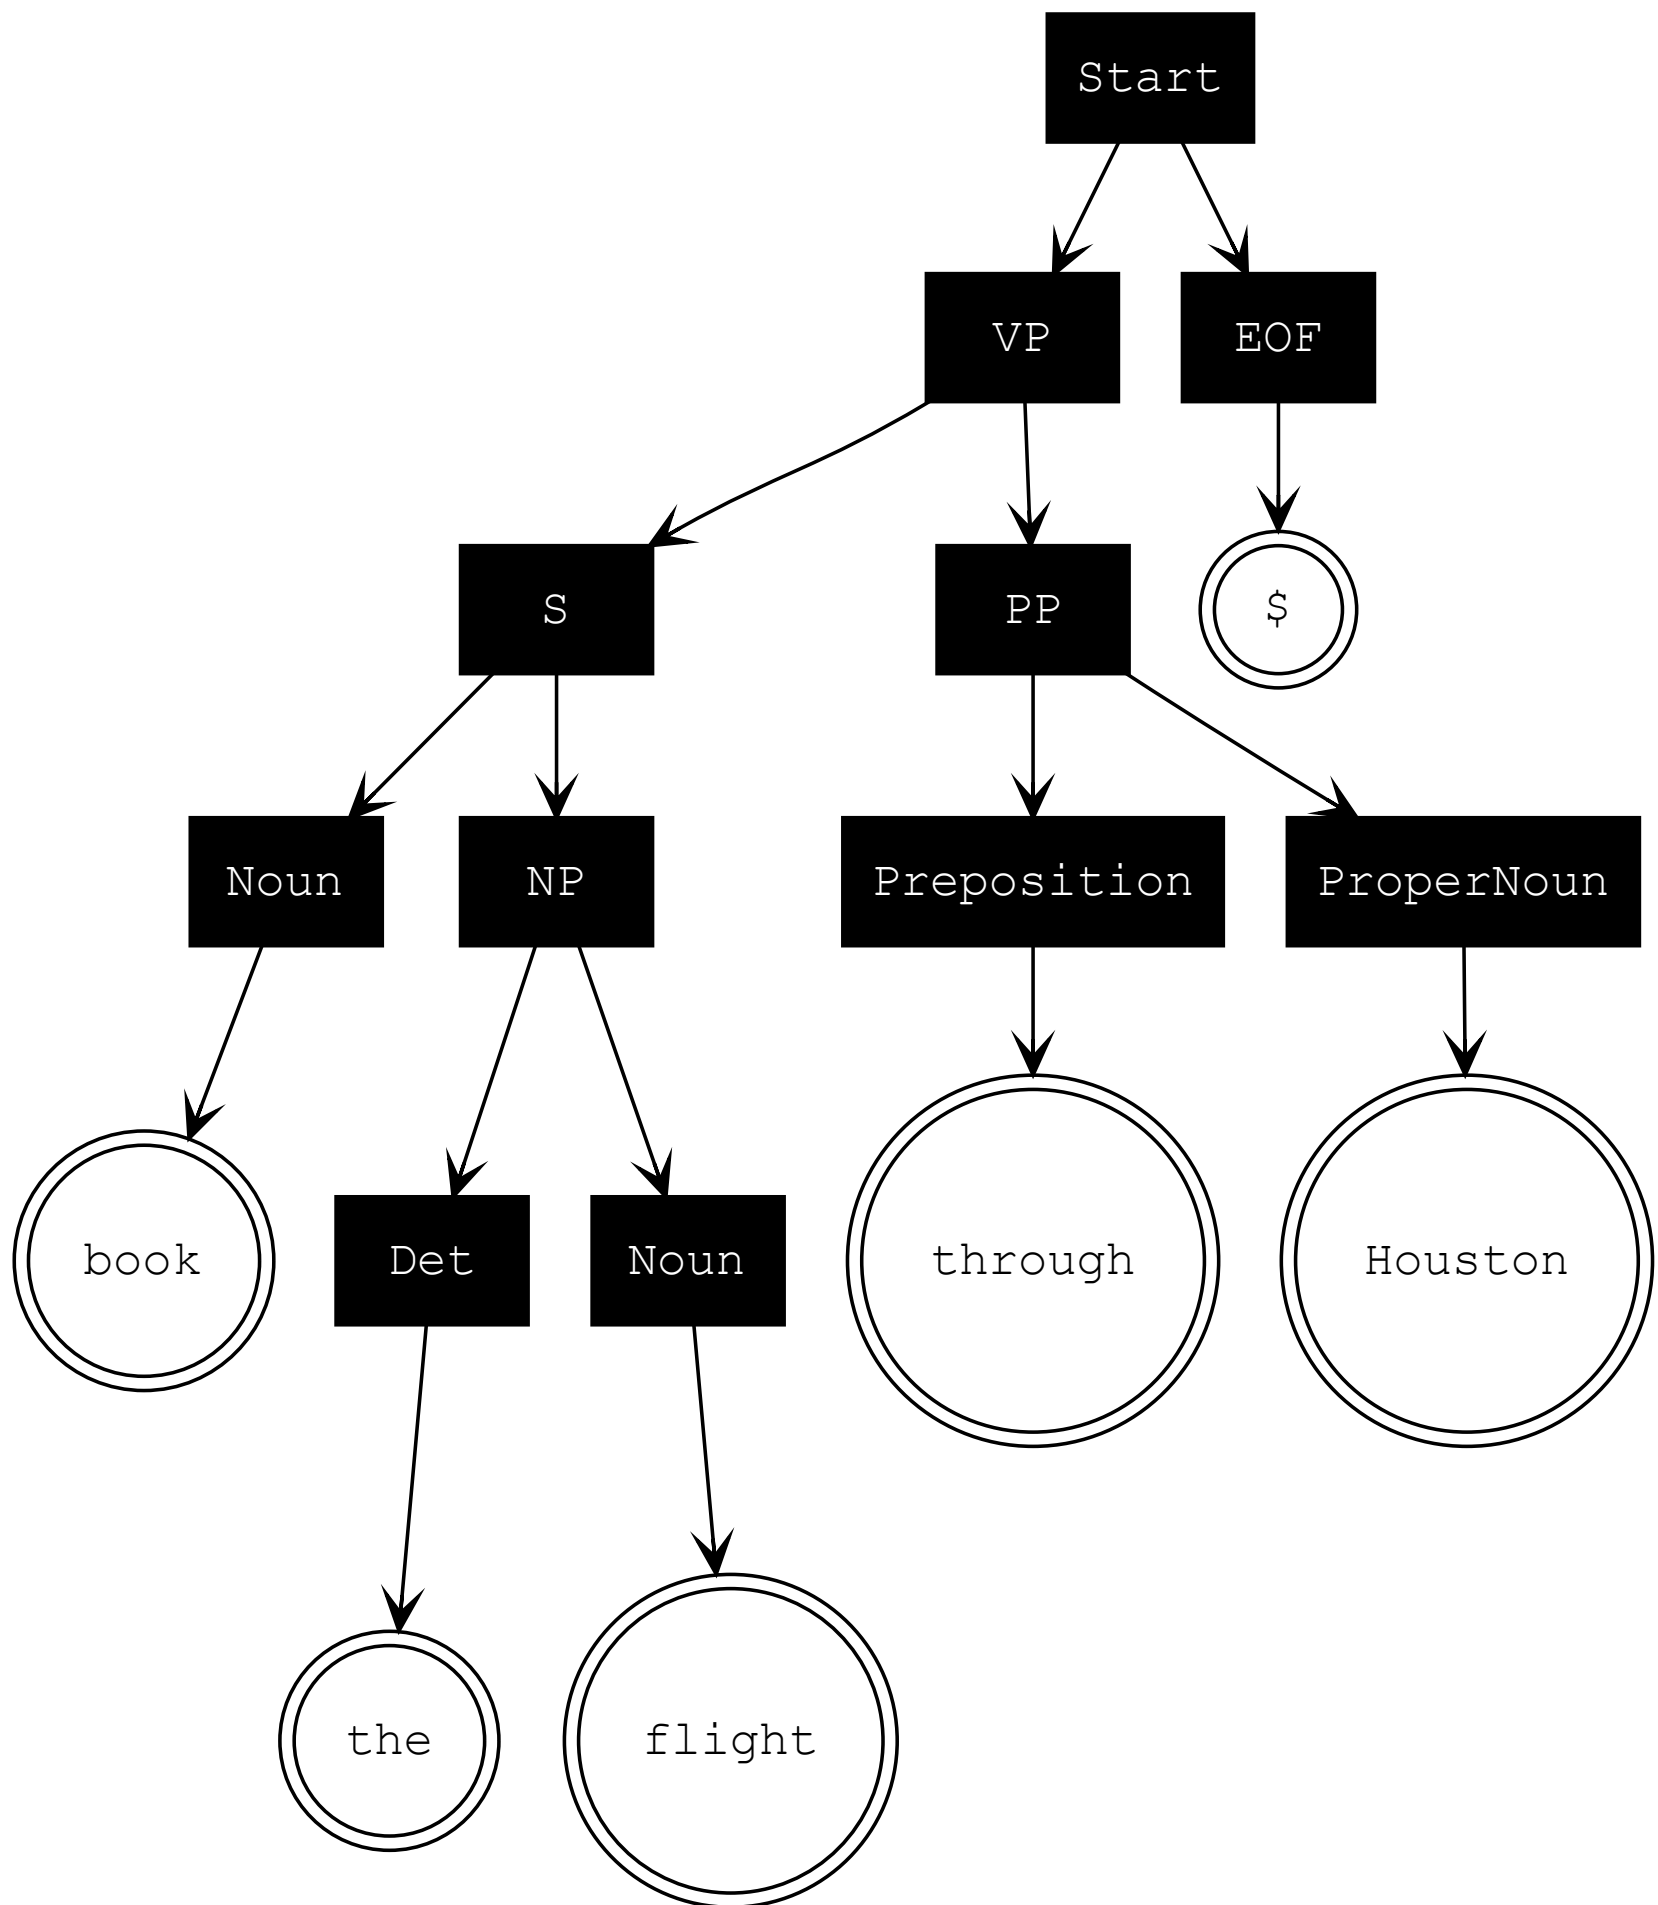 Start
VP EOF
S PP $
Noun NP Preposition ProperNoun
book Det Noun through Houston
the flight